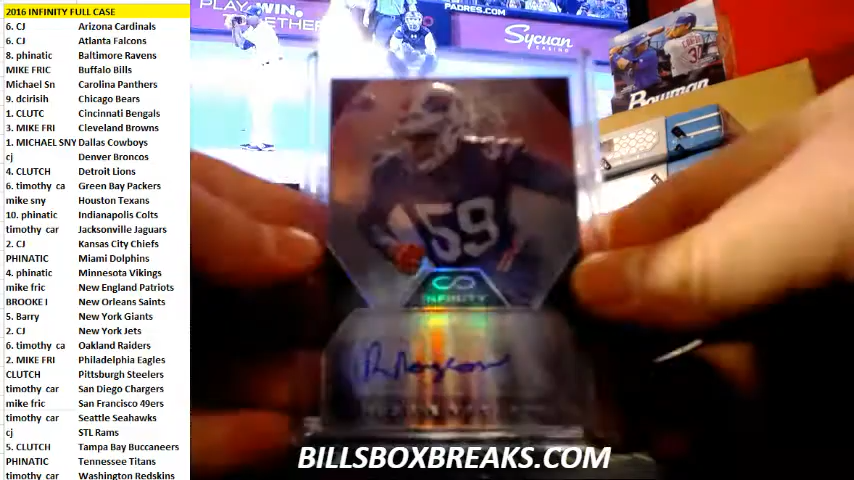 2016 INFINITY FULL CASE
6. CJ Arizona Cardinals
6. CJ Atlanta Falcons
8. phinatic Baltimore Ravens
MIKE FRIC Buffalo Bills
Michael Sn Carolina Panthers
9. dcirisih Chicago Bears
1. CLUTC Cincinnati Bengals
3. MIKE FRI Cleveland Browns
1. MICHAEL SNY Dallas Cowboys
cj Denver Broncos
4. CLUTCH Detroit Lions
6. timothy ca Green Bay Packers
mike sny Houston Texans
10. phinatic Indianapolis Colts
timothy car Jacksonville Jaguars
2. CJ Kansas City Chiefs
PHINATIC Miami Dolphins
4. phinatic Minnesota Vikings
mike fric New England Patriots
BROOKE I New Orleans Saints
5. Barry New York Giants
2. CJ New York Jets
6. timothy ca Oakland Raiders
2. MIKE FRI Philadelphia Eagles
CLUTCH Pittsburgh Steelers
timothy car San Diego Chargers
mike fric San Francisco 49ers
timothy car Seattle Seahawks
cj STL Rams
5. CLUTCH Tampa Bay Buccaneers
PHINATIC Tennessee Titans
timothy car Washington Redskins
PLAY. WIN.
TOGETHER.
PADRES.COM
Sycuan
CASINO
Bowman
59
INFINITY
BILLSBOXBREAKS.COM